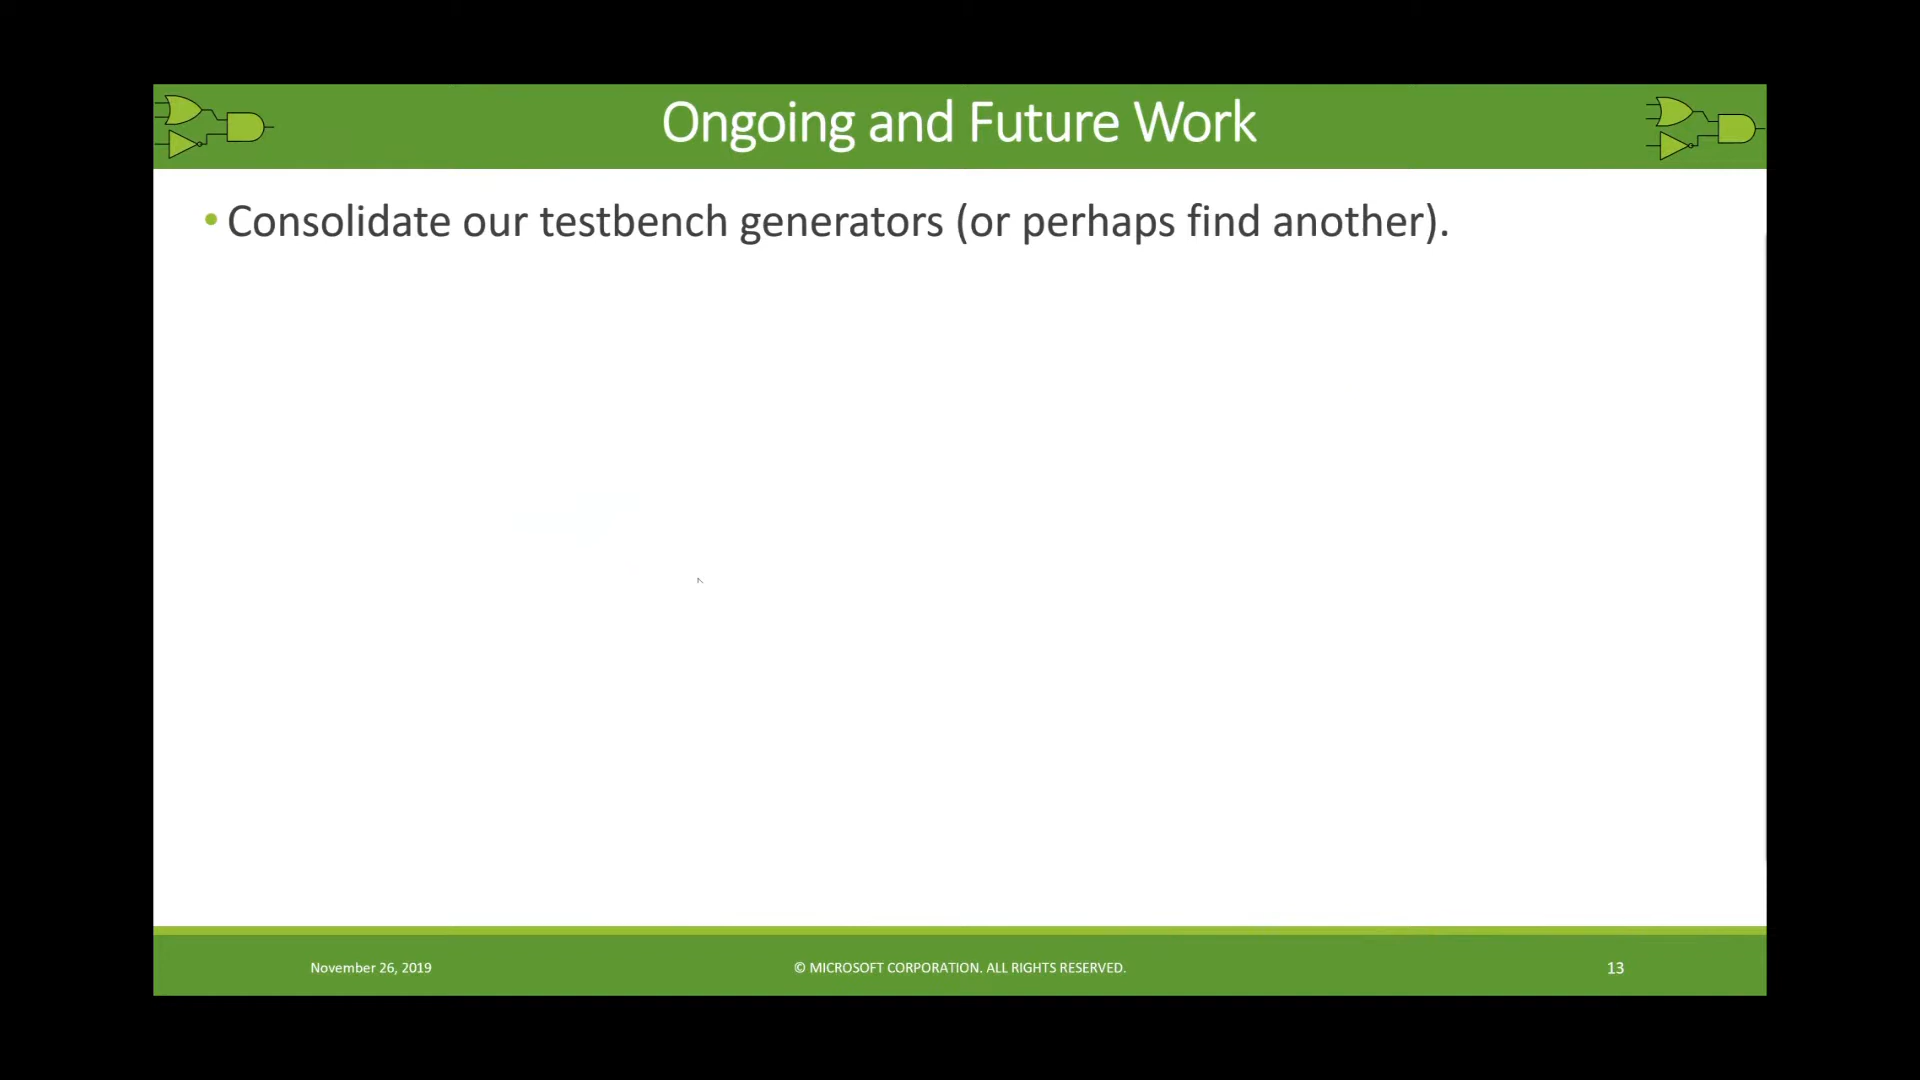 Ongoing and Future Work
• Consolidate our testbench generators (or perhaps find another).
November 26, 2019
© MICROSOFT CORPORATION. ALL RIGHTS RESERVED.
13